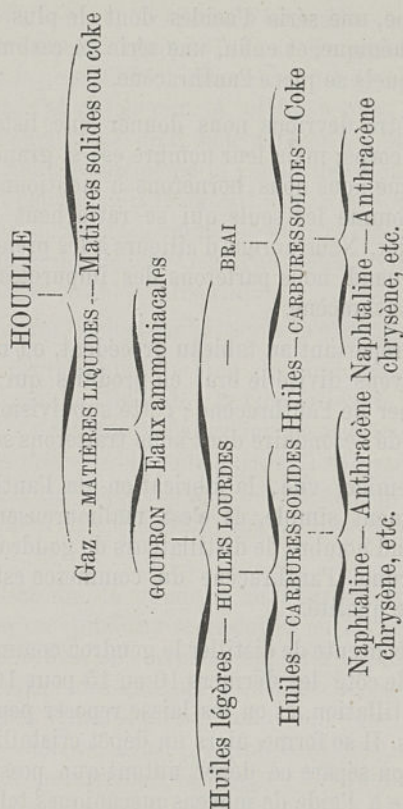 HOUILLE
Gaz — MATIÈRES LIQUIDES — Matières solides ou coke
GOUDRON Eaux ammoniacales
Huiles légères — HUILES LOURDES — BRAI
Huiles — CARBURES SOLIDES Huiles — CARBURES SOLIDES — Coke
Naphtaline Anthracène Naphtaline — Anthracène
chrysène, etc. chrysène, etc.